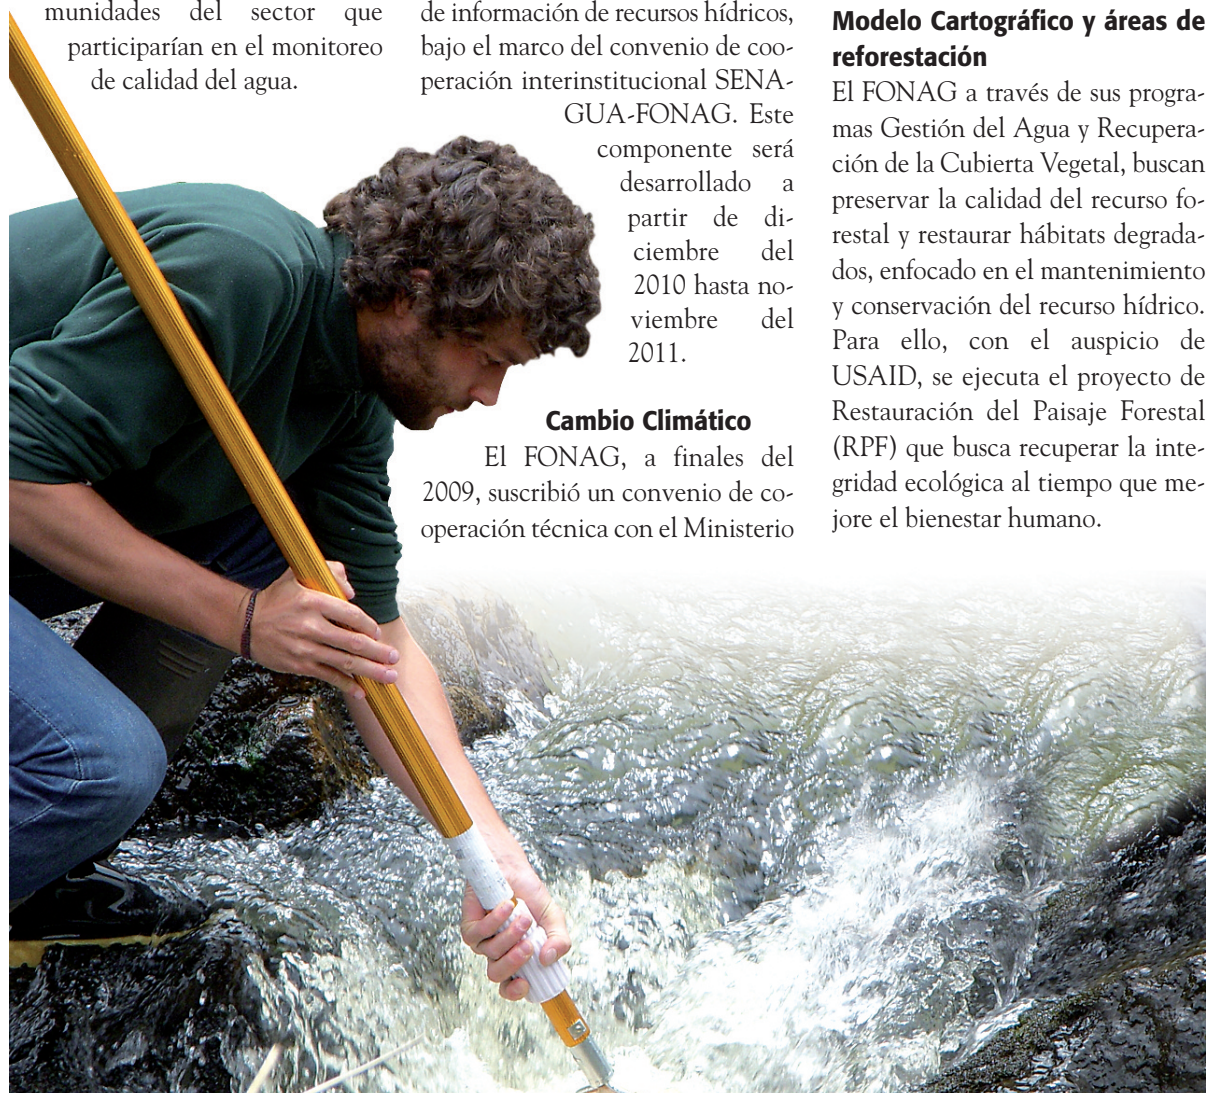 munidades del sector que
participarían en el monitoreo
de calidad del agua.
de información de recursos hídricos,
bajo el marco del convenio de coo-
peración interinstitucional SENA-
GUA-FONAG. Este
componente será
desarrollado a
partir de di-
ciembre del
2010 hasta no-
viembre del
2011.
Cambio Climático
El FONAG, a finales del
2009, suscribió un convenio de co-
operación técnica con el Ministerio
Modelo Cartográfico y áreas de
reforestación
El FONAG a través de sus progra-
mas Gestión del Agua y Recupera-
ción de la Cubierta Vegetal, buscan
preservar la calidad del recurso fo-
restal y restaurar hábitats degrada-
dos, enfocado en el mantenimiento
y conservación del recurso hídrico.
Para ello, con el auspicio de
USAID, se ejecuta el proyecto de
Restauración del Paisaje Forestal
(RPF) que busca recuperar la inte-
gridad ecológica al tiempo que me-
jore el bienestar humano.